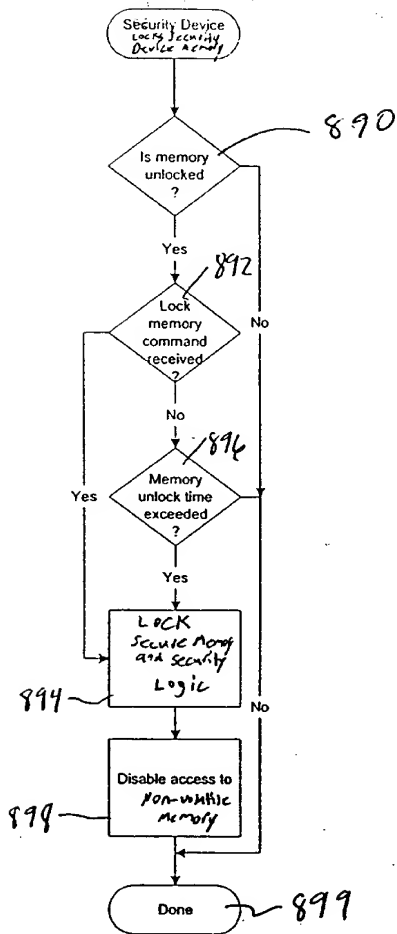 Security Device
Locks Security
Device Memory
890
Is memory
unlocked
?
Yes
No
892
Lock
memory
command
received
?
No
Yes
896
Memory
unlock time
exceeded
?
Yes
No
LOCK
Secure Memory
and Security
Logic
894
Disable access to
Non-volatile
Memory
898
Done
899